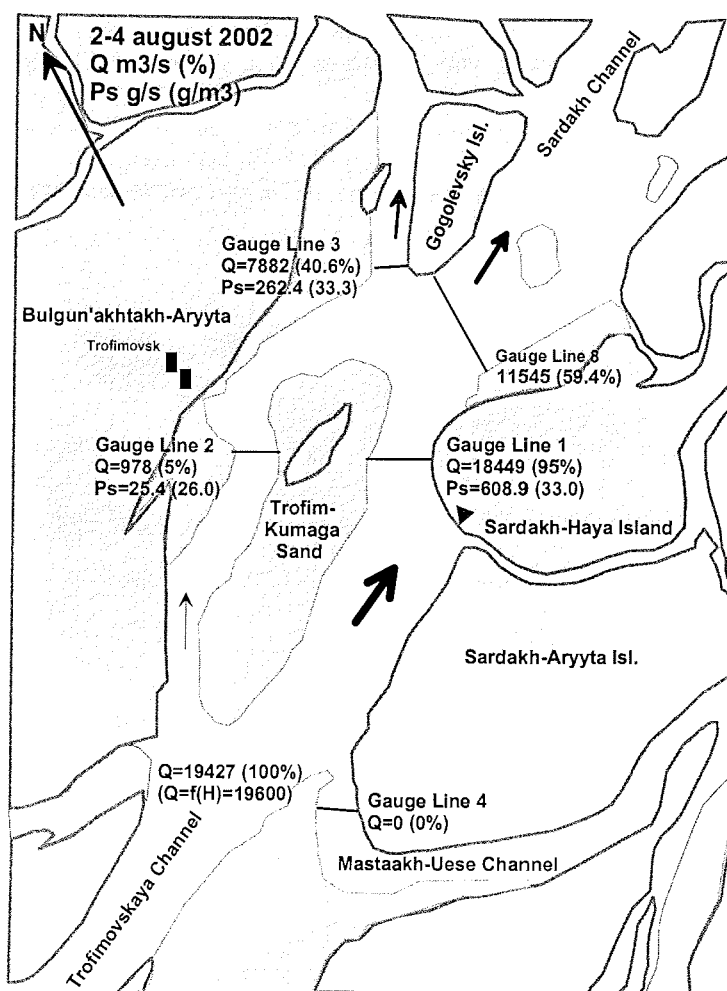 N
2-4 august 2002
Q m3/s (%)
Ps g/s (g/m3)
Sardakh Channel
Gogolevsky Isl.
Gauge Line 3
Q=7882 (40.6%)
Ps=262.4 (33.3)
Bulgun'akhtakh-Aryyta
Trofimovsk
Gauge Line 8
11545 (59.4%)
Gauge Line 2
Q=978 (5%)
Ps=25.4 (26.0)
Gauge Line 1
Q=18449 (95%)
Ps=608.9 (33.0)
Trofim-
Kumaga
Sand
Sardakh-Haya Island
Sardakh-Aryyta Isl.
Q=19427 (100%)
(Q=f(H)=19600)
Gauge Line 4
Q=0 (0%)
Mastaakh-Uese Channel
Trofimovskaya Channel